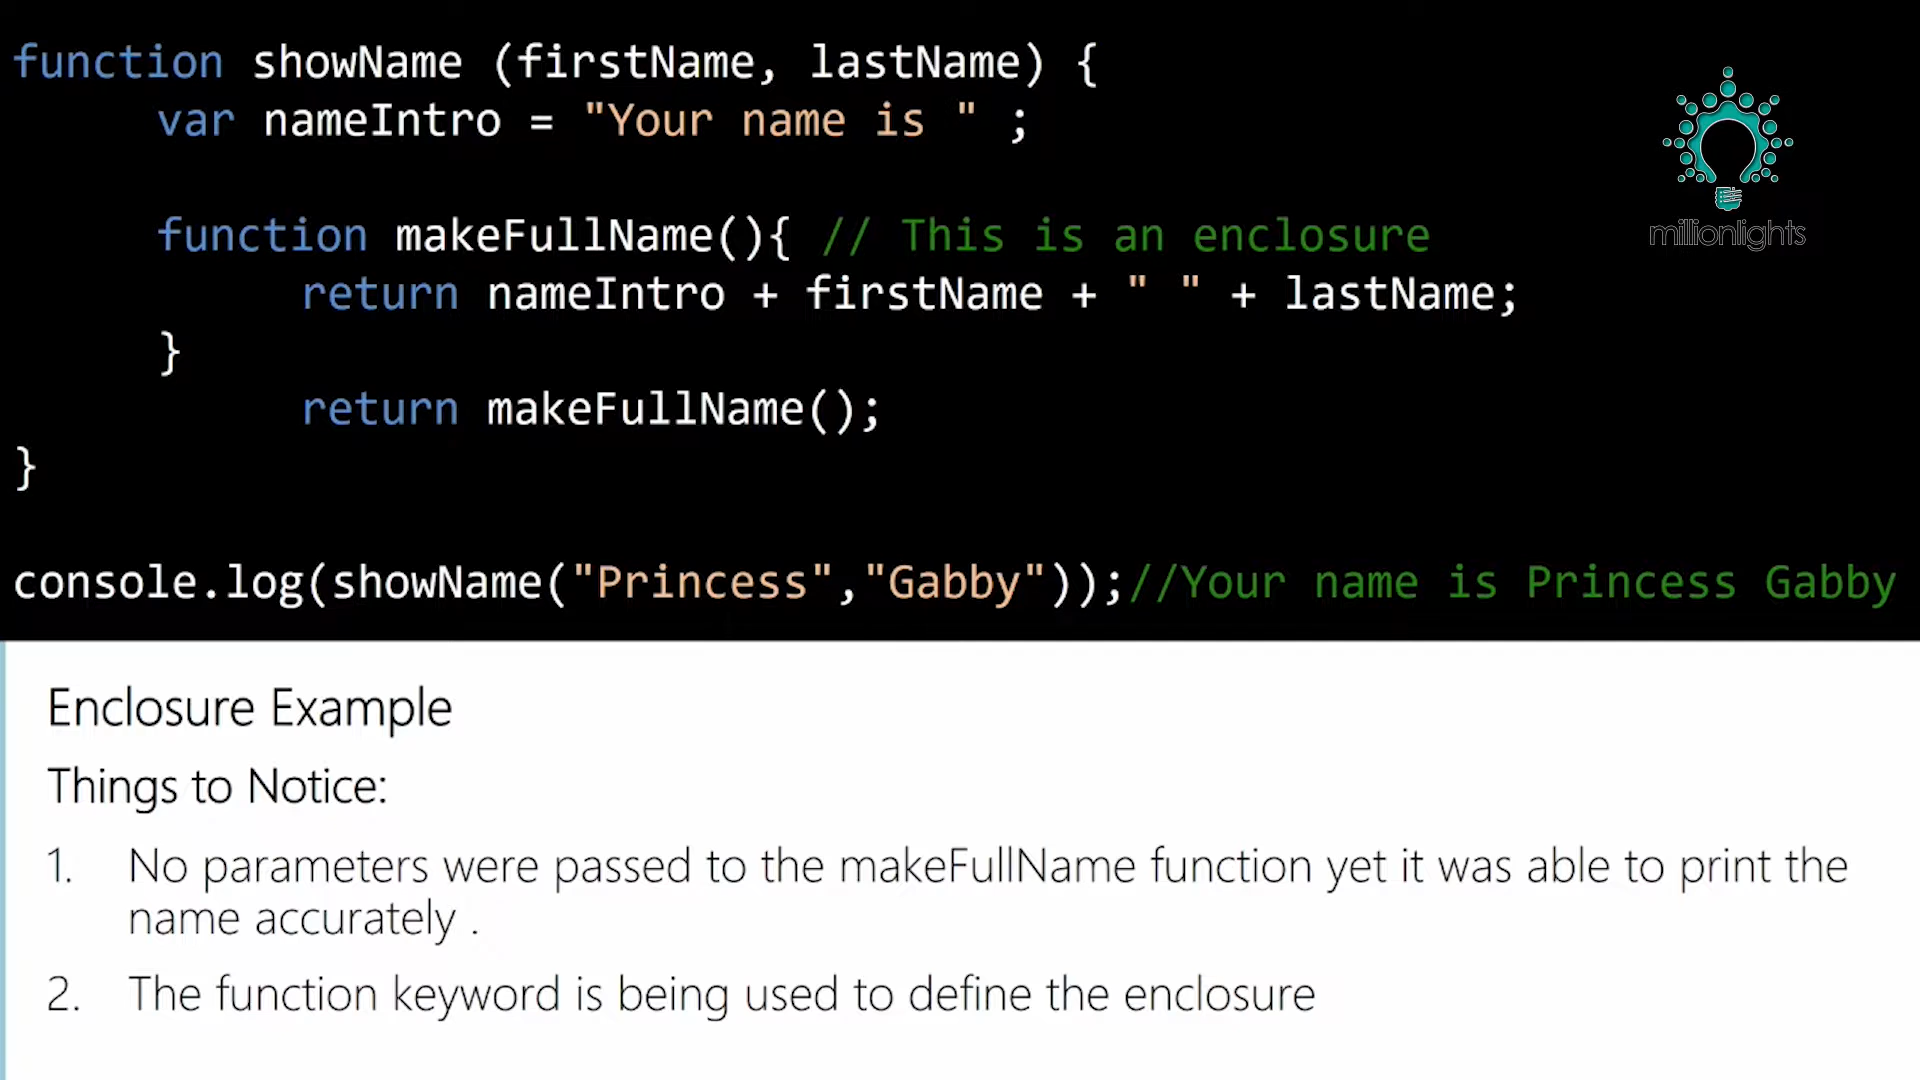 function showName (firstName, lastName) {
var nameIntro = "Your name is " ;
function makeFullName(){ // This is an enclosure
return nameIntro + firstName + " " + lastName;
}
return makeFullName();
}
console.log(showName("Princess","Gabby"));//Your name is Princess Gabby
millionlights
Enclosure Example
Things to Notice:
1. No parameters were passed to the makeFullName function yet it was able to print the
name accurately .
2. The function keyword is being used to define the enclosure